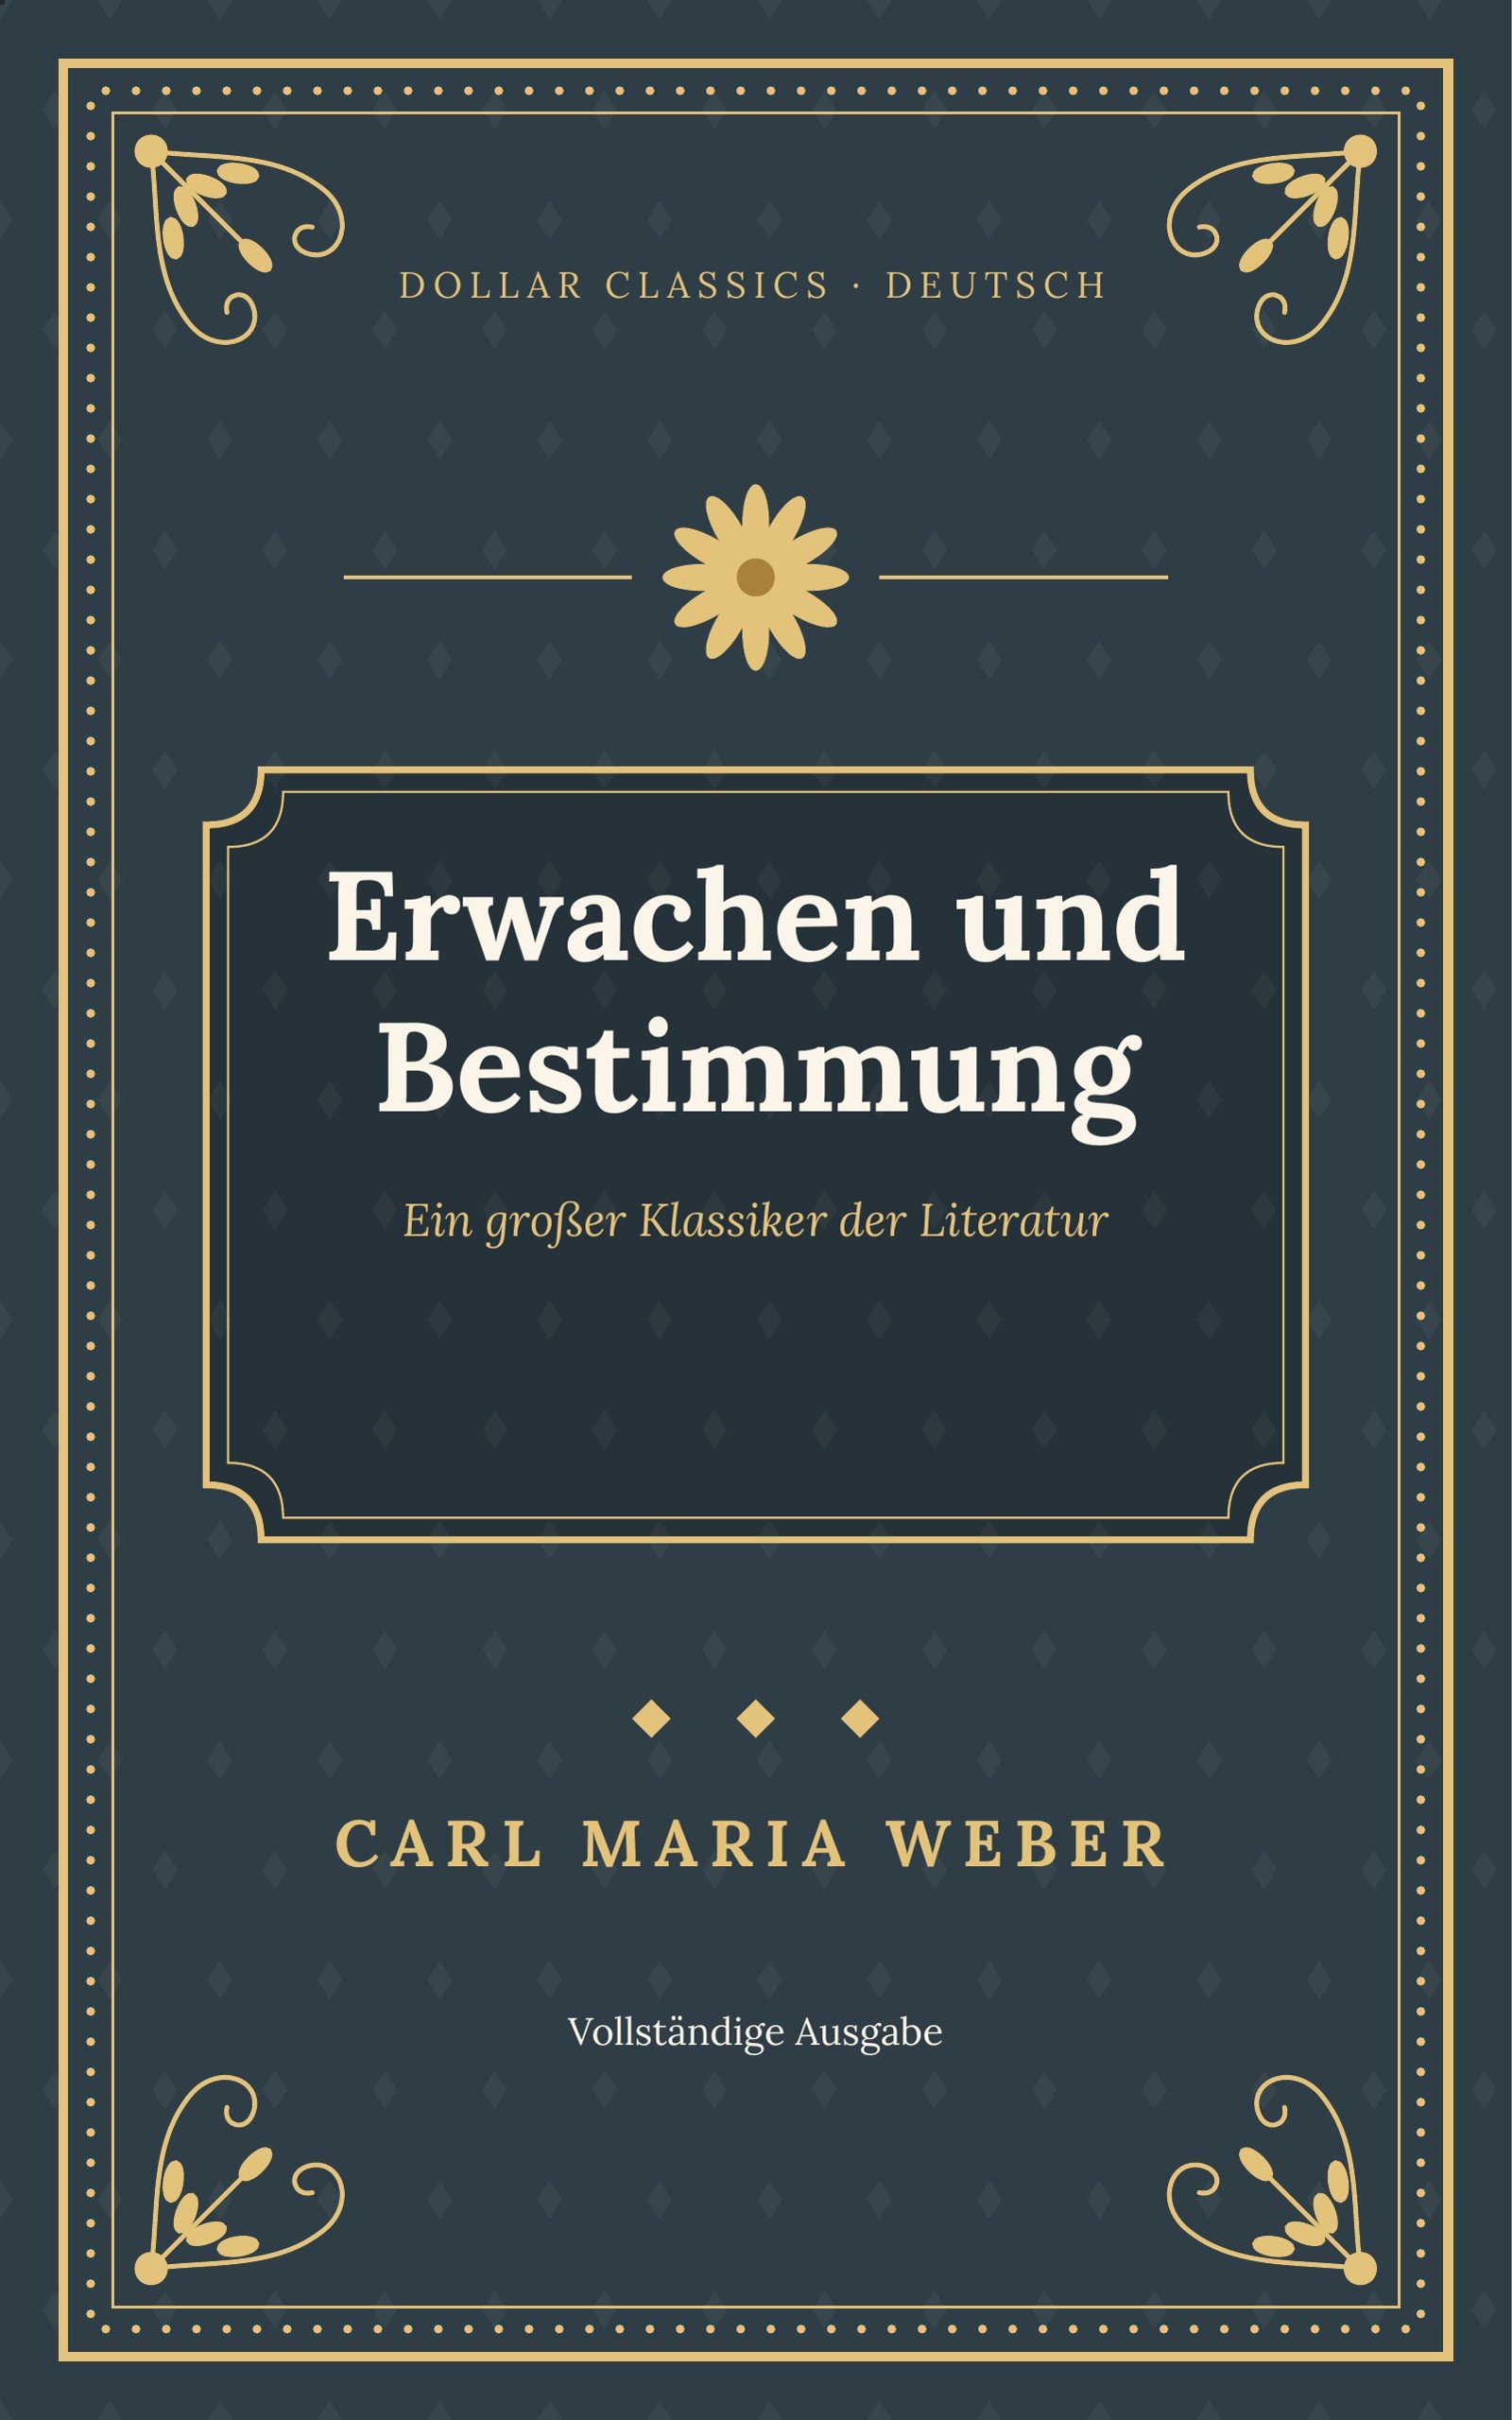 DOLLAR CLASSICS · DEUTSCH
Erwachen und
Bestimmung
Ein großer Klassiker der Literatur
CARL MARIA WEBER
Vollständige Ausgabe